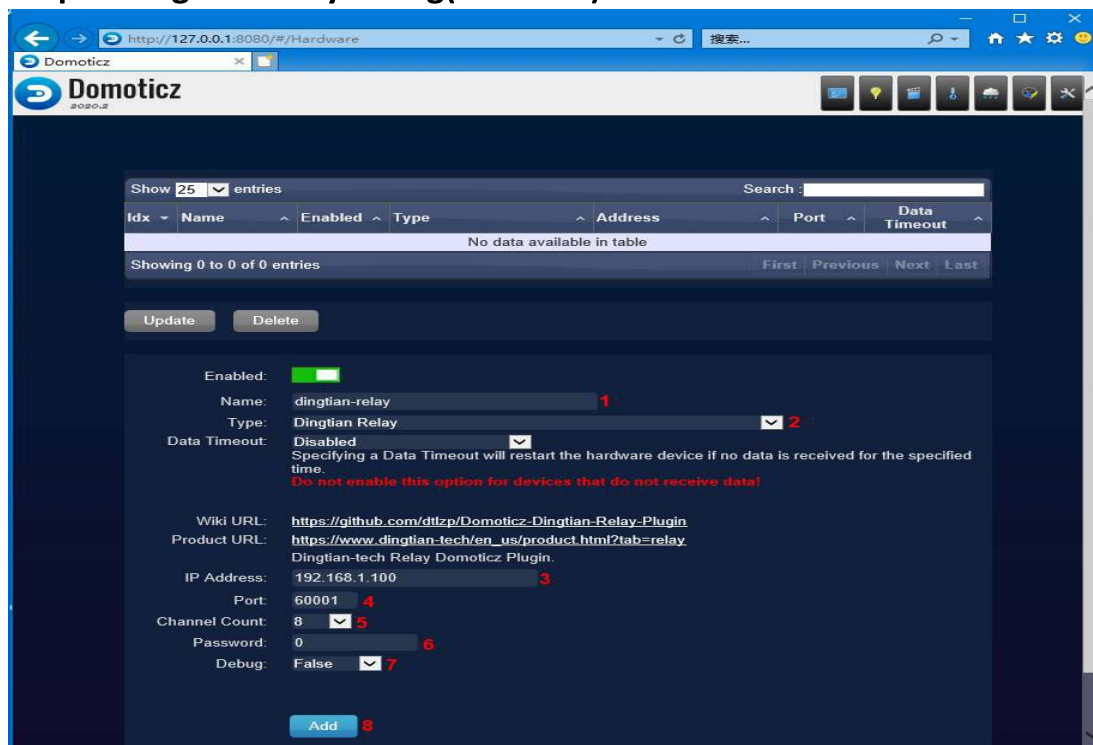 http://127.0.0.1:8080/#/Hardware
搜索...
Domoticz
Domoticz
2020.2
Show 25 entries
Search :
Idx Name Enabled Type Address Port Data Timeout
No data available in table
Showing 0 to 0 of 0 entries
First Previous Next Last
Update Delete
Enabled:
Name: dingtian-relay 1
Type: Dingtian Relay 2
Data Timeout: Disabled
Specifying a Data Timeout will restart the hardware device if no data is received for the specified
time.
Do not enable this option for devices that do not receive data!
Wiki URL: https://github.com/dtlzp/Domoticz-Dingtian-Relay-Plugin
Product URL: https://www.dingtian-tech/en_us/product.html?tab=relay
Dingtian-tech Relay Domoticz Plugin.
IP Address: 192.168.1.100 3
Port: 60001 4
Channel Count: 8 5
Password: 0 6
Debug: False 7
Add 8